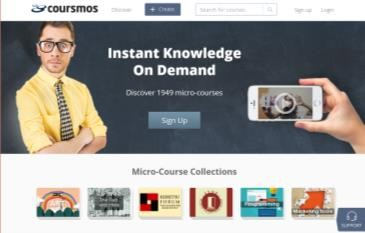 coursmos
Discover
+ Create
Search for courses
Sign up
Login
Instant Knowledge
On Demand
Discover 1949 micro-courses
Sign Up
Micro-Course Collections
Programming
Marketing
SUPPORT